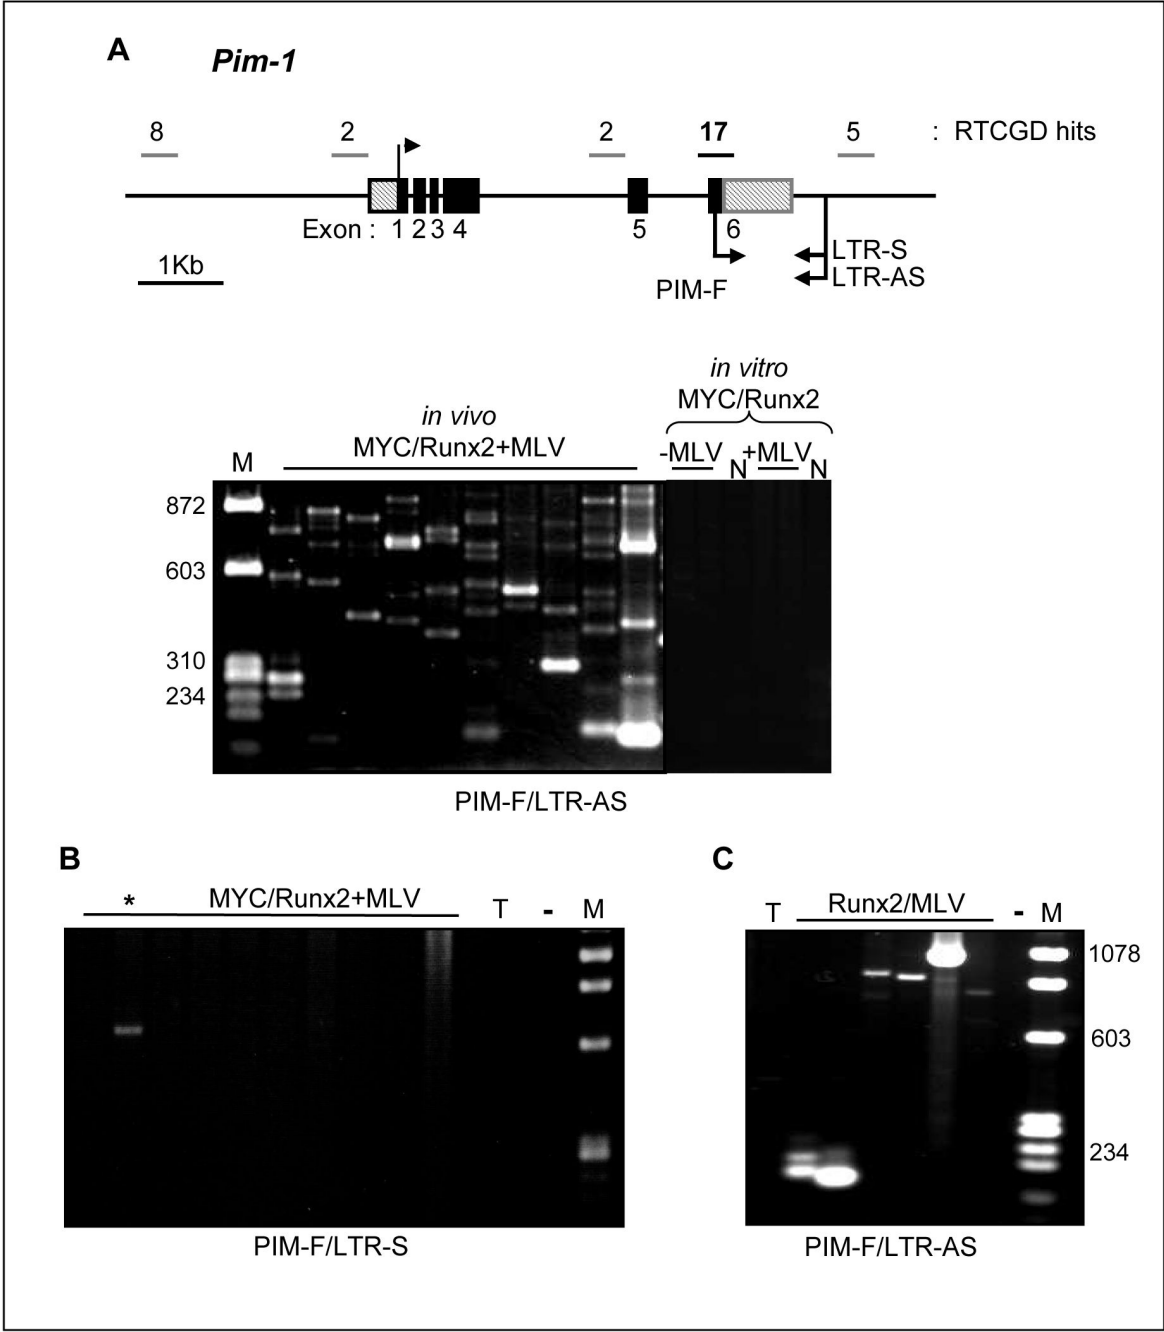 A
Pim-1
8 2 2 17 5 : RTCGD hits
Exon : 1 2 3 4 5 6
LTR-S
1Kb
LTR-AS
PIM-F
in vitro
MYC/Runx2
in vivo
MYC/Runx2+MLV
-MLV +MLV
M N N
872
603
310
234
PIM-F/LTR-AS
B
* MYC/Runx2+MLV T - M
PIM-F/LTR-S
C
T Runx2/MLV - M
1078
603
234
PIM-F/LTR-AS